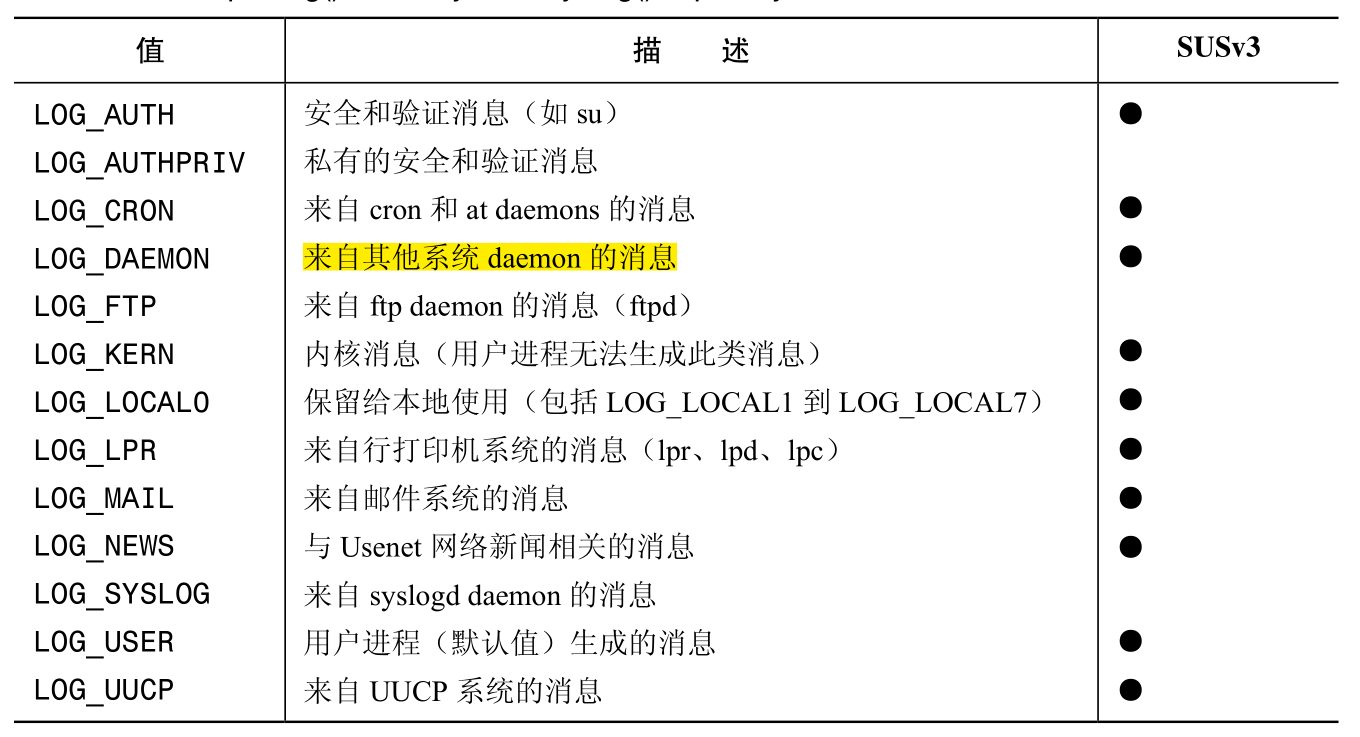 值 描 述 SUSv3
LOG_AUTH 安全和验证消息（如 su） ●
LOG_AUTHPRIV 私有的安全和验证消息
LOG_CRON 来自 cron 和 at daemons 的消息 ●
LOG_DAEMON 来自其他系统 daemon 的消息 ●
LOG_FTP 来自 ftp daemon 的消息（ftpd）
LOG_KERN 内核消息（用户进程无法生成此类消息） ●
LOG_LOCAL0 保留给本地使用（包括 LOG_LOCAL1 到 LOG_LOCAL7） ●
LOG_LPR 来自行打印机系统的消息（lpr、lpd、lpc） ●
LOG_MAIL 来自邮件系统的消息 ●
LOG_NEWS 与 Usenet 网络新闻相关的消息 ●
LOG_SYSLOG 来自 syslogd daemon 的消息
LOG_USER 用户进程（默认值）生成的消息 ●
LOG_UUCP 来自 UUCP 系统的消息 ●